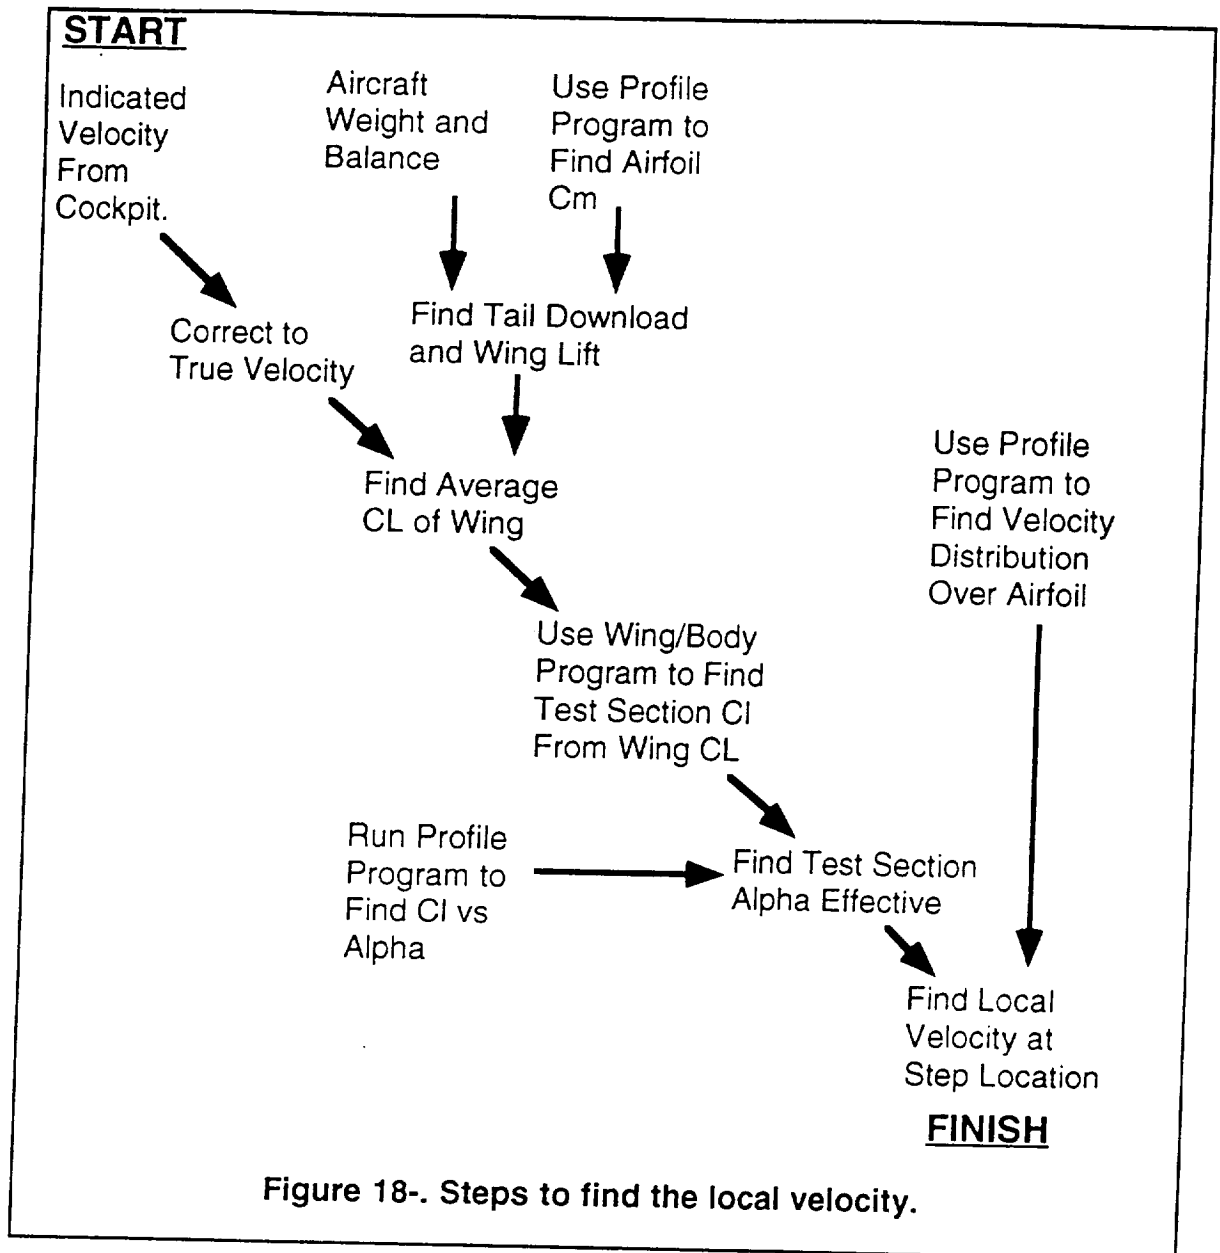 START
Indicated
Velocity
From
Cockpit.
Aircraft
Weight and
Balance
Use Profile
Program to
Find Airfoil
Cm
Correct to
True Velocity
Find Tail Download
and Wing Lift
Find Average
CL of Wing
Use Profile
Program to
Find Velocity
Distribution
Over Airfoil
Use Wing/Body
Program to Find
Test Section Cl
From Wing CL
Run Profile
Program to
Find Cl vs
Alpha
Find Test Section
Alpha Effective
Find Local
Velocity at
Step Location
FINISH
Figure 18-. Steps to find the local velocity.